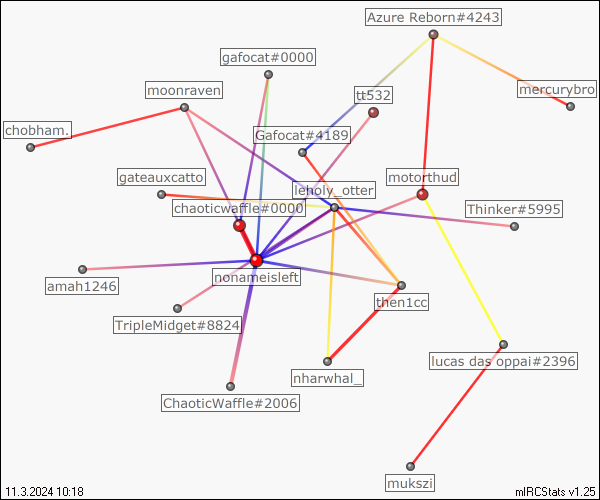 Azure Reborn#4243
gafocat#0000
moonraven
tt532
mercurybro
chobham.
Gafocat#4189
gateauxcatto
motorthud
leholy_otter
chaoticwaffle#0000
Thinker#5995
nonameisleft
amah1246
then1cc
TripleMidget#8824
lucas das oppai#2396
nharwhal_
ChaoticWaffle#2006
mukszi
11.3.2024 10:18
mIRCStats v1.25